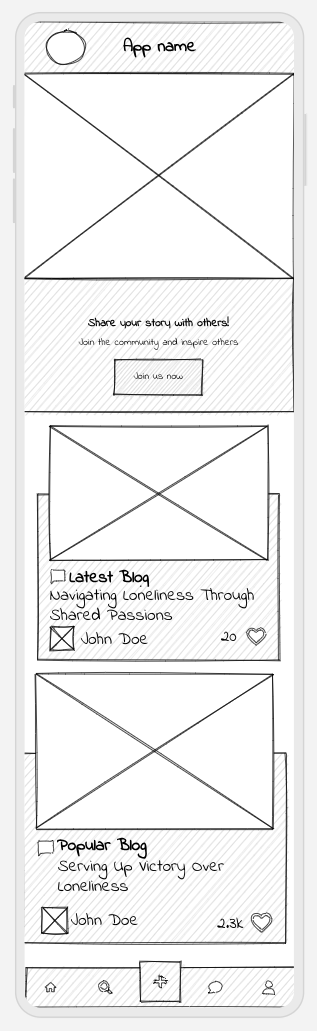 App name
Share your story with others!
Join the community and inspire others
Join us now
Latest Blog
Navigating Loneliness Through
Shared Passions
John Doe
20
Popular Blog
Serving Up Victory Over
Loneliness
John Doe
2.3k